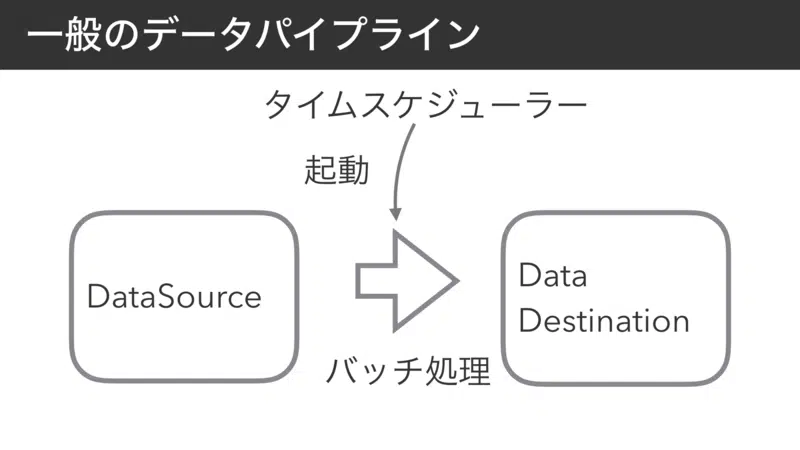 一般のデータパイプライン
タイムスケジューラー
起動
DataSource
Data
Destination
バッチ処理